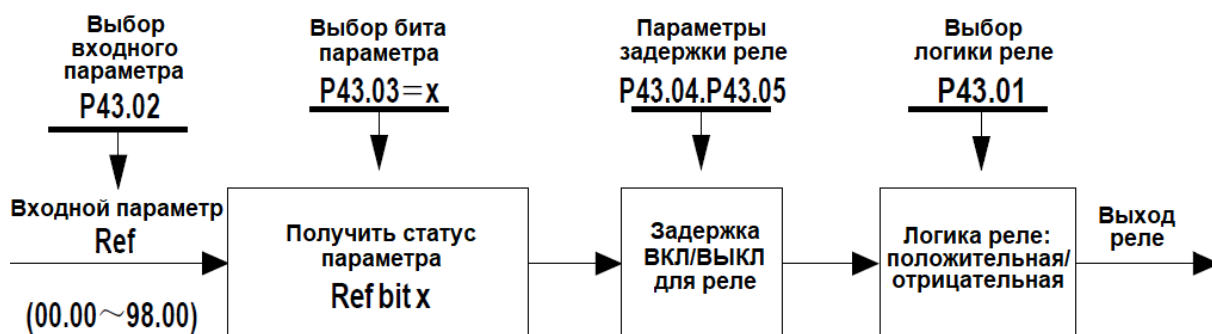 Выбор
входного
параметра
P43.02
Выбор бита
параметра
P43.03=x
Параметры
задержки реле
P43.04.P43.05
Выбор
логики реле
P43.01
Входной параметр
Ref
(00.00～98.00)
Получить статус
параметра
Ref bit x
Задержка
ВКЛ/ВЫКЛ
для реле
Логика реле:
положительная/
отрицательная
Выход
реле